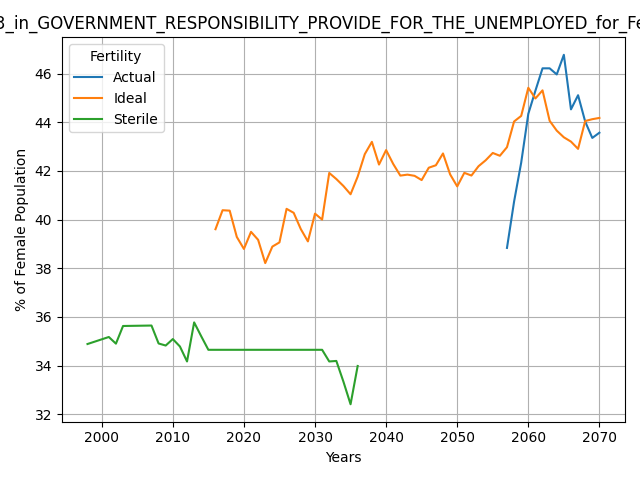 3_in_GOVERNMENT_RESPONSIBILITY_PROVIDE_FOR_THE_UNEMPLOYED_for_Fe
Fertility
Actual
Ideal
Sterile
% of Female Population
46
44
42
40
38
36
34
32
2000 2010 2020 2030 2040 2050 2060 2070
Years